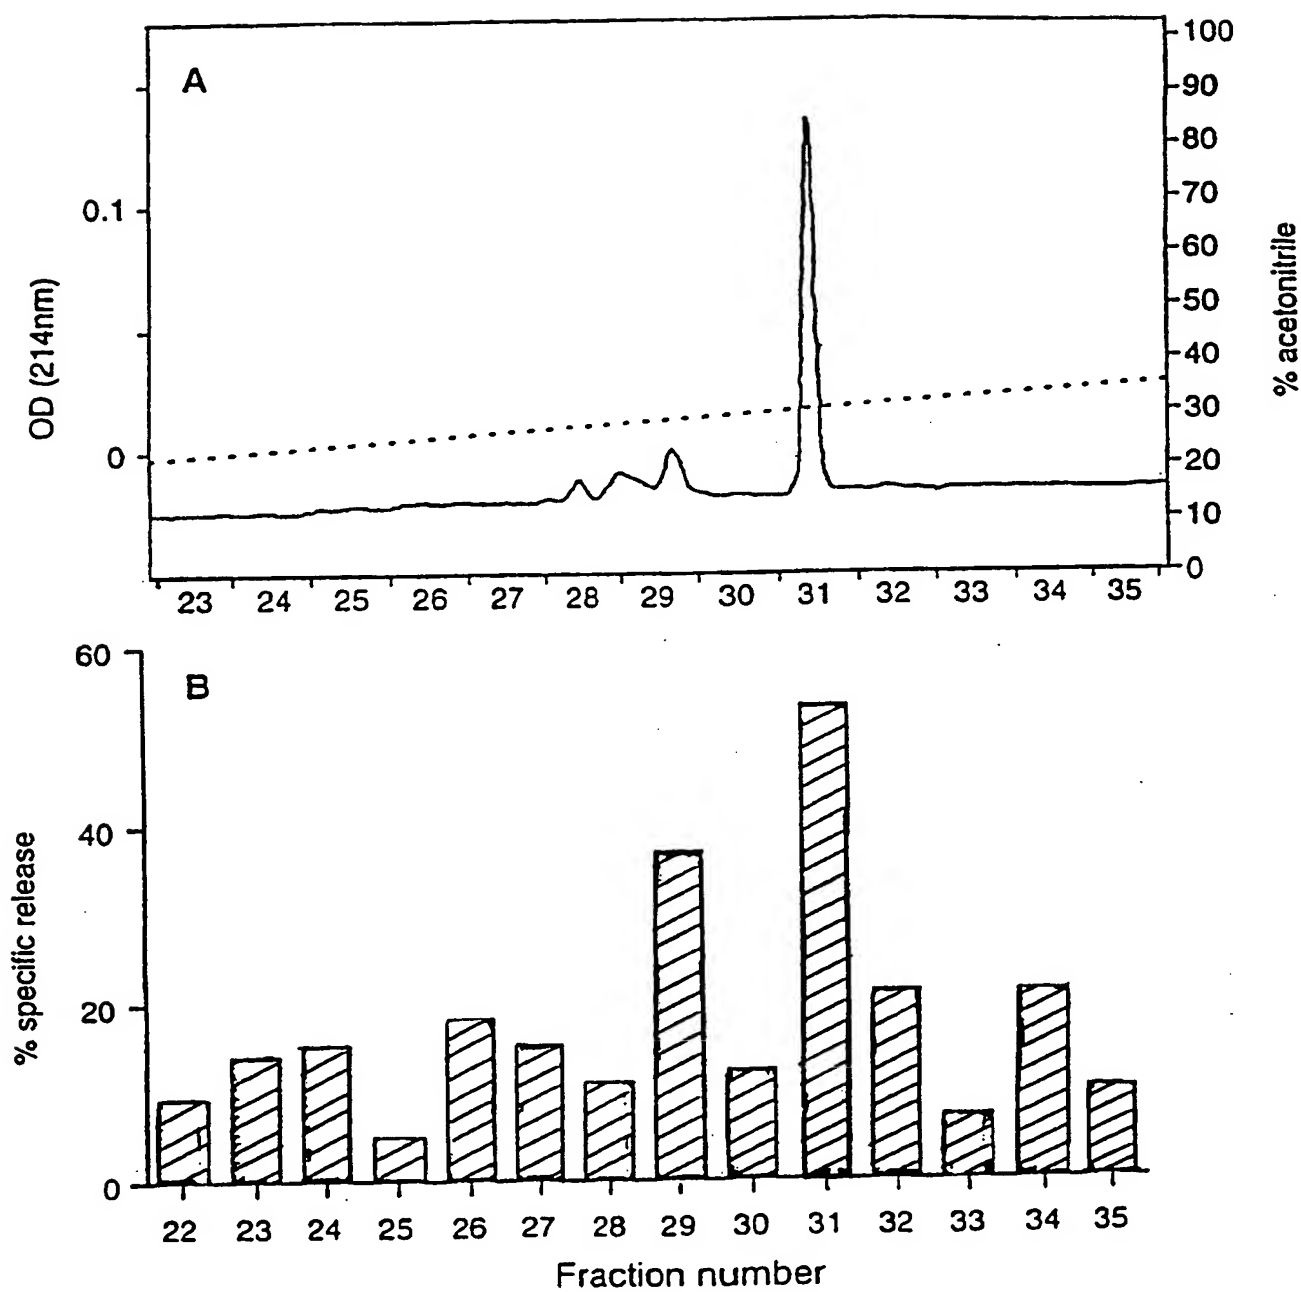 A
OD (214nm)
0.1
0
100
90
80
70
60
50
40
30
20
10
0
% acetonitrile
23 24 25 26 27 28 29 30 31 32 33 34 35
B
% specific release
60
40
20
0
22 23 24 25 26 27 28 29 30 31 32 33 34 35
Fraction number